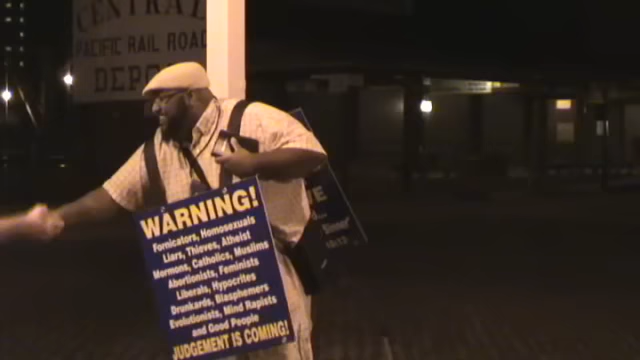 CENTRAL
PACIFIC RAIL ROAD
DEPOT
WARNING!
Fornicators, Homosexuals
Liars, Thieves, Atheist
Mormons, Catholics, Muslims
Abortionists, Feminists
Liberals, Hypocrites
Drunkards, Blasphemers
Evolutionists, Mind Rapists
and Good People
JUDGEMENT IS COMING!